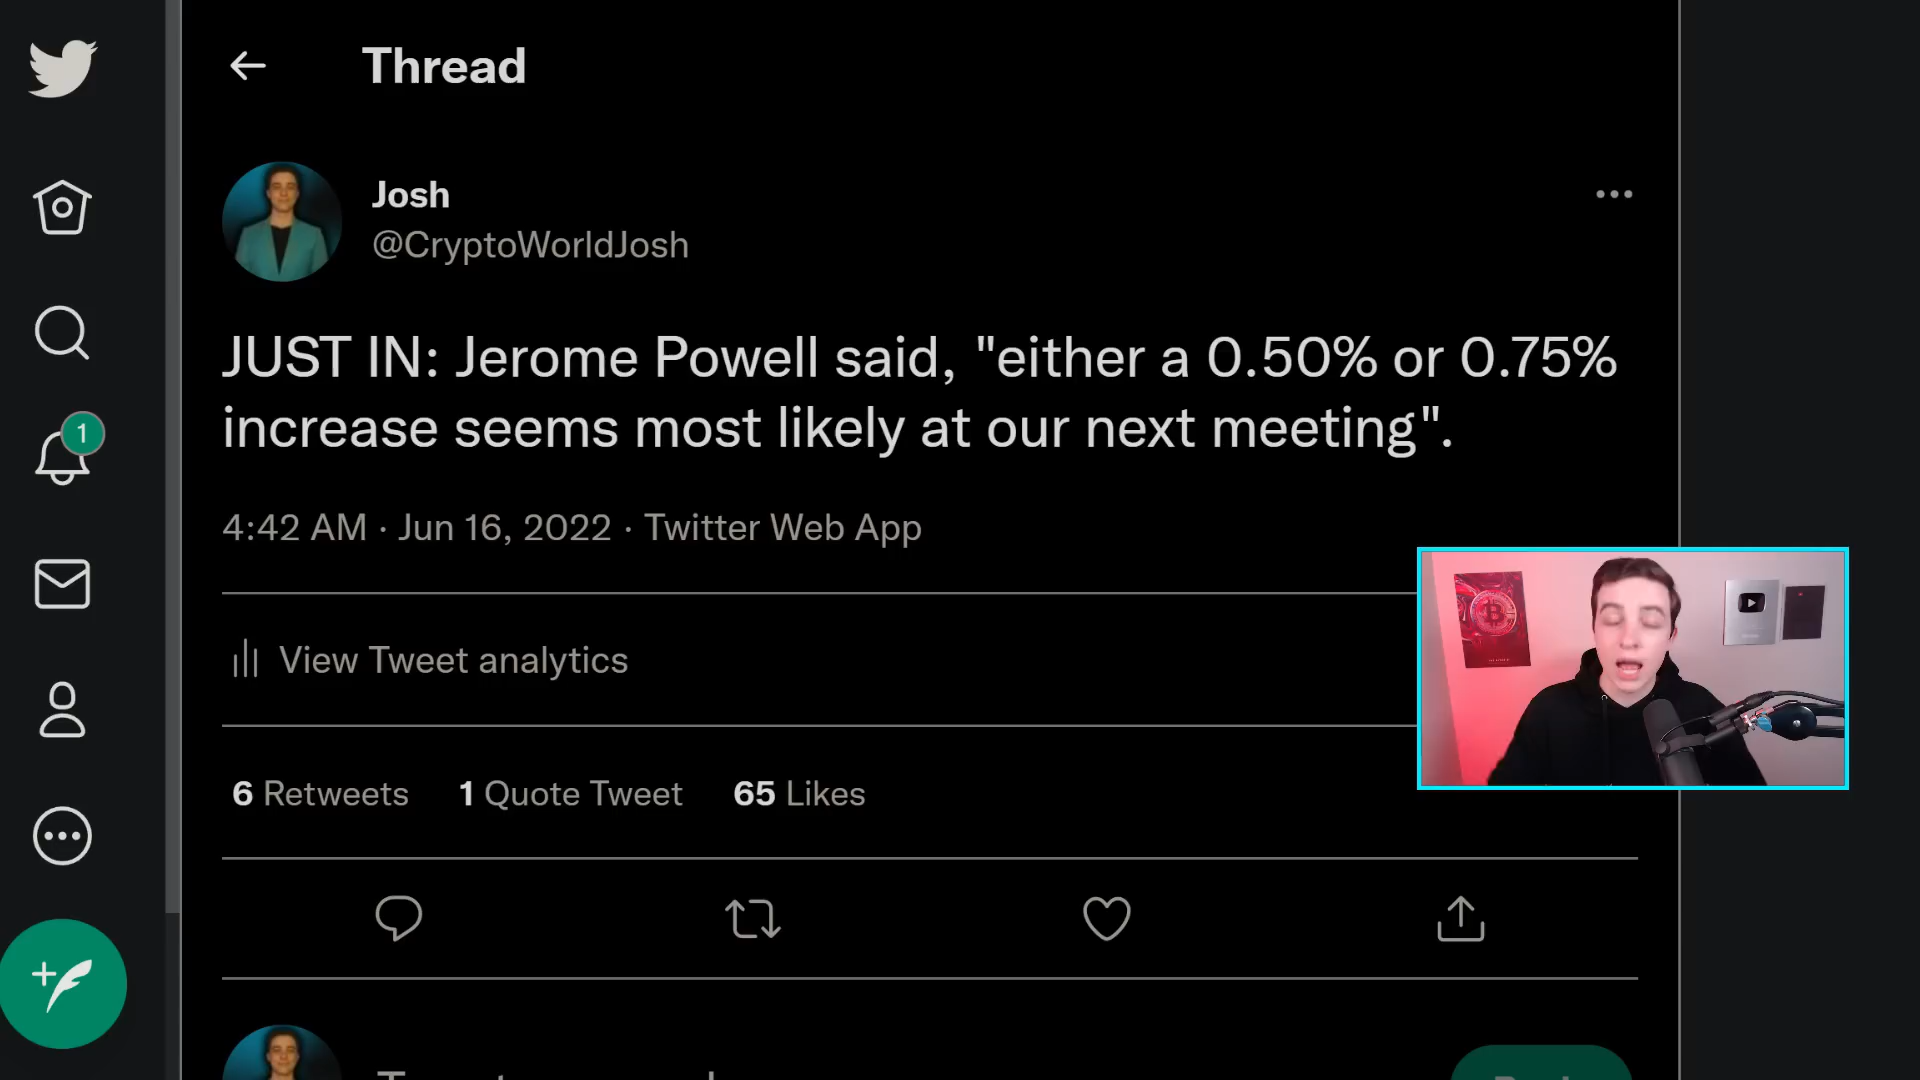 Thread
Josh
@CryptoWorldJosh
JUST IN: Jerome Powell said, "either a 0.50% or 0.75%
increase seems most likely at our next meeting".
1
4:42 AM · Jun 16, 2022 · Twitter Web App
View Tweet analytics
6 Retweets 1 Quote Tweet 65 Likes